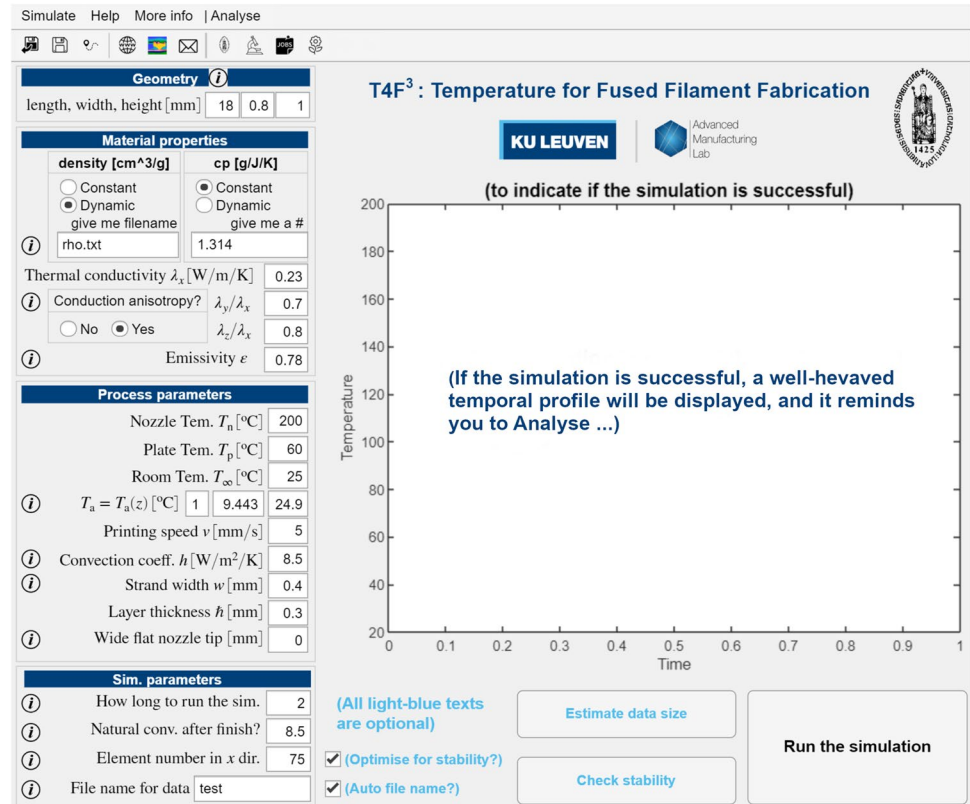 Simulate Help More info | Analyse
JOBS
Geometry i
length, width, height [mm] 18 0.8 1
Material properties
density [cm^3/g] cp [g/J/K]
Constant Constant
Dynamic Dynamic
give me filename give me a #
i rho.txt 1.314
Thermal conductivity λx [W/m/K] 0.23
i Conduction anisotropy? λy/λx 0.7
No Yes λz/λx 0.8
i Emissivity ε 0.78
Process parameters
Nozzle Tem. Tn [°C] 200
Plate Tem. Tp [°C] 60
Room Tem. T∞ [°C] 25
i Ta = Ta(z) [°C] 1 9.443 24.9
Printing speed v [mm/s] 5
i Convection coeff. h [W/m²/K] 8.5
i Strand width w [mm] 0.4
Layer thickness ℏ [mm] 0.3
i Wide flat nozzle tip [mm] 0
Sim. parameters
i How long to run the sim. 2
i Natural conv. after finish? 8.5
i Element number in x dir. 75
i File name for data test
T4F³ : Temperature for Fused Filament Fabrication
KU LEUVEN
Advanced
Manufacturing
Lab
1425
(to indicate if the simulation is successful)
200
180
160
140
120
100
80
60
40
20
Temperature
(If the simulation is successful, a well-hevaved
temporal profile will be displayed, and it reminds
you to Analyse ...)
0 0.1 0.2 0.3 0.4 0.5 0.6 0.7 0.8 0.9 1
Time
(All light-blue texts
are optional)
(Optimise for stability?)
(Auto file name?)
Estimate data size
Check stability
Run the simulation